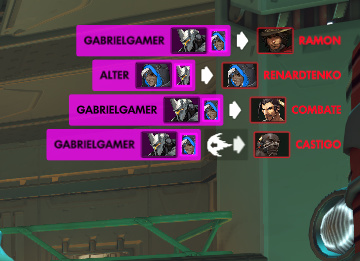 GABRIELGAMER RAMON
ALTER RENARDTENKO
GABRIELGAMER COMBATE
GABRIELGAMER CASTIGO